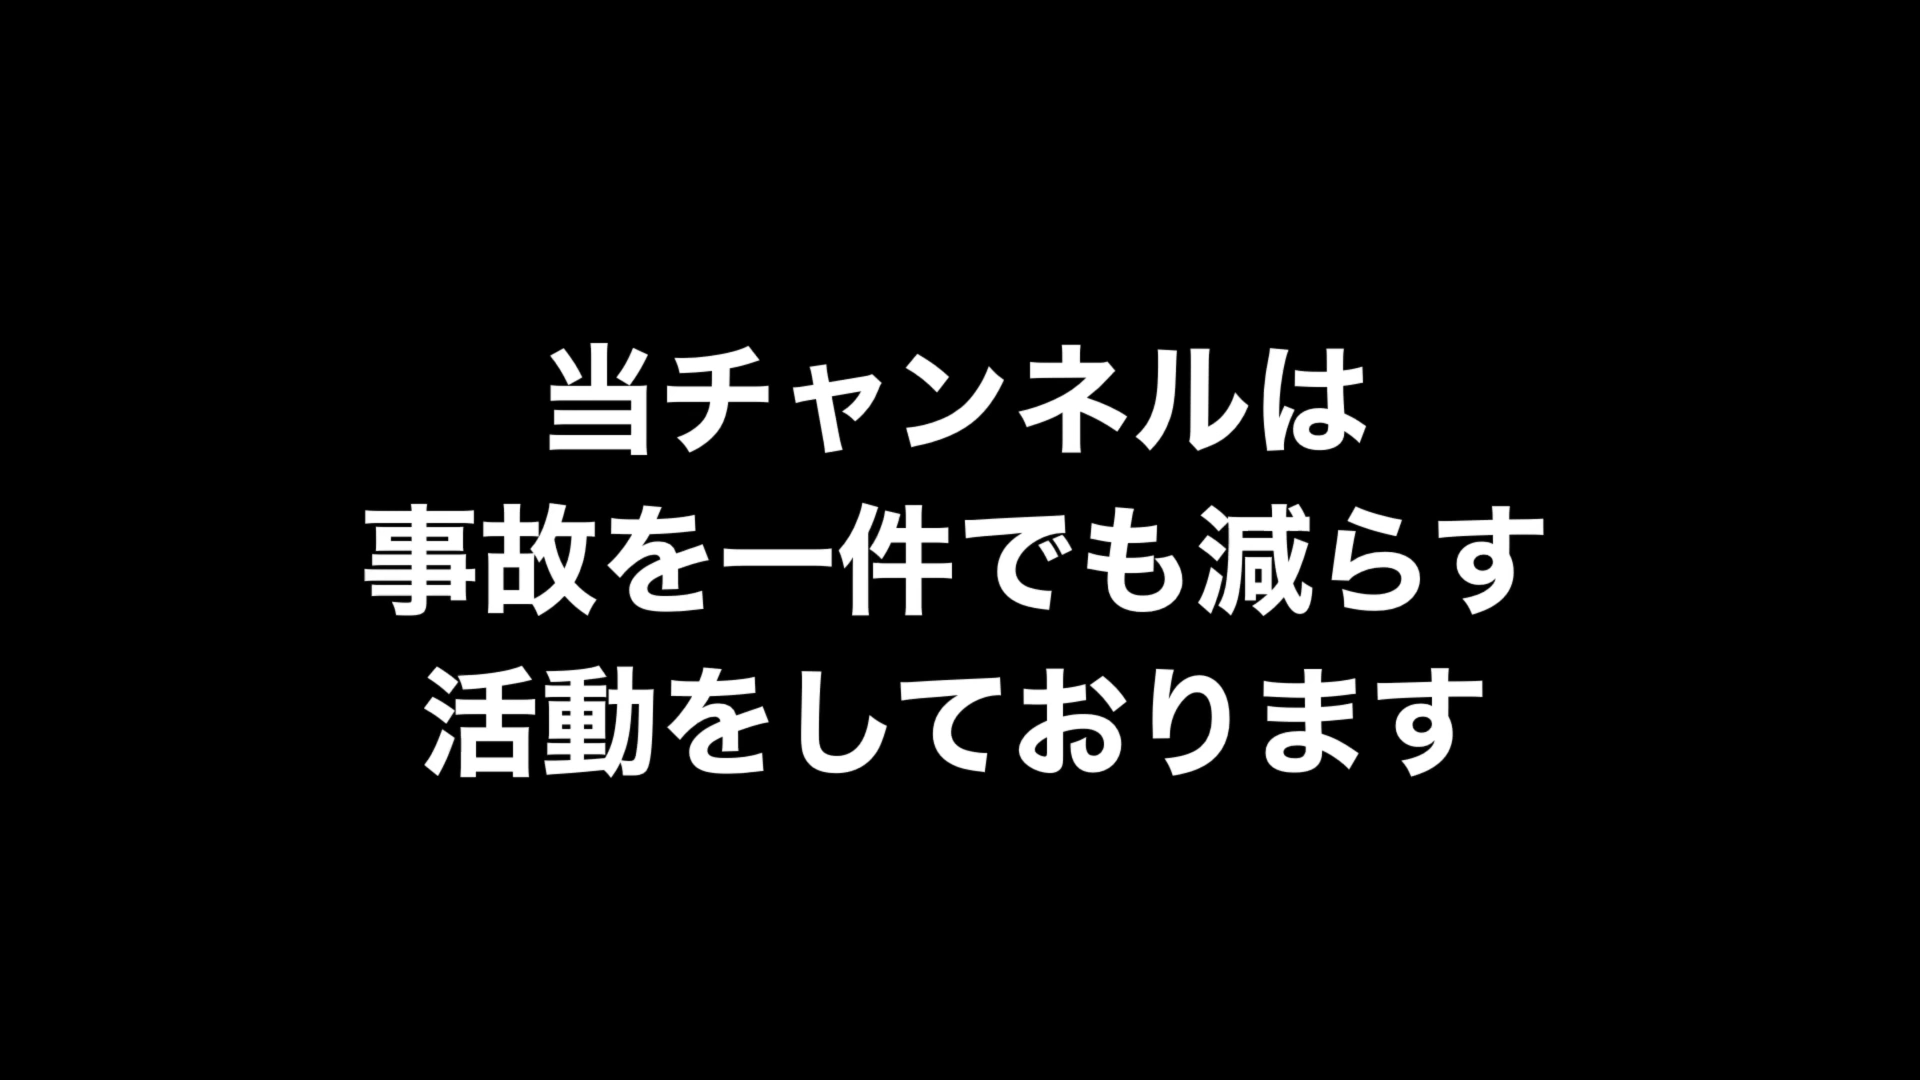 当チャンネルは
事故を一件でも減らす
活動をしております